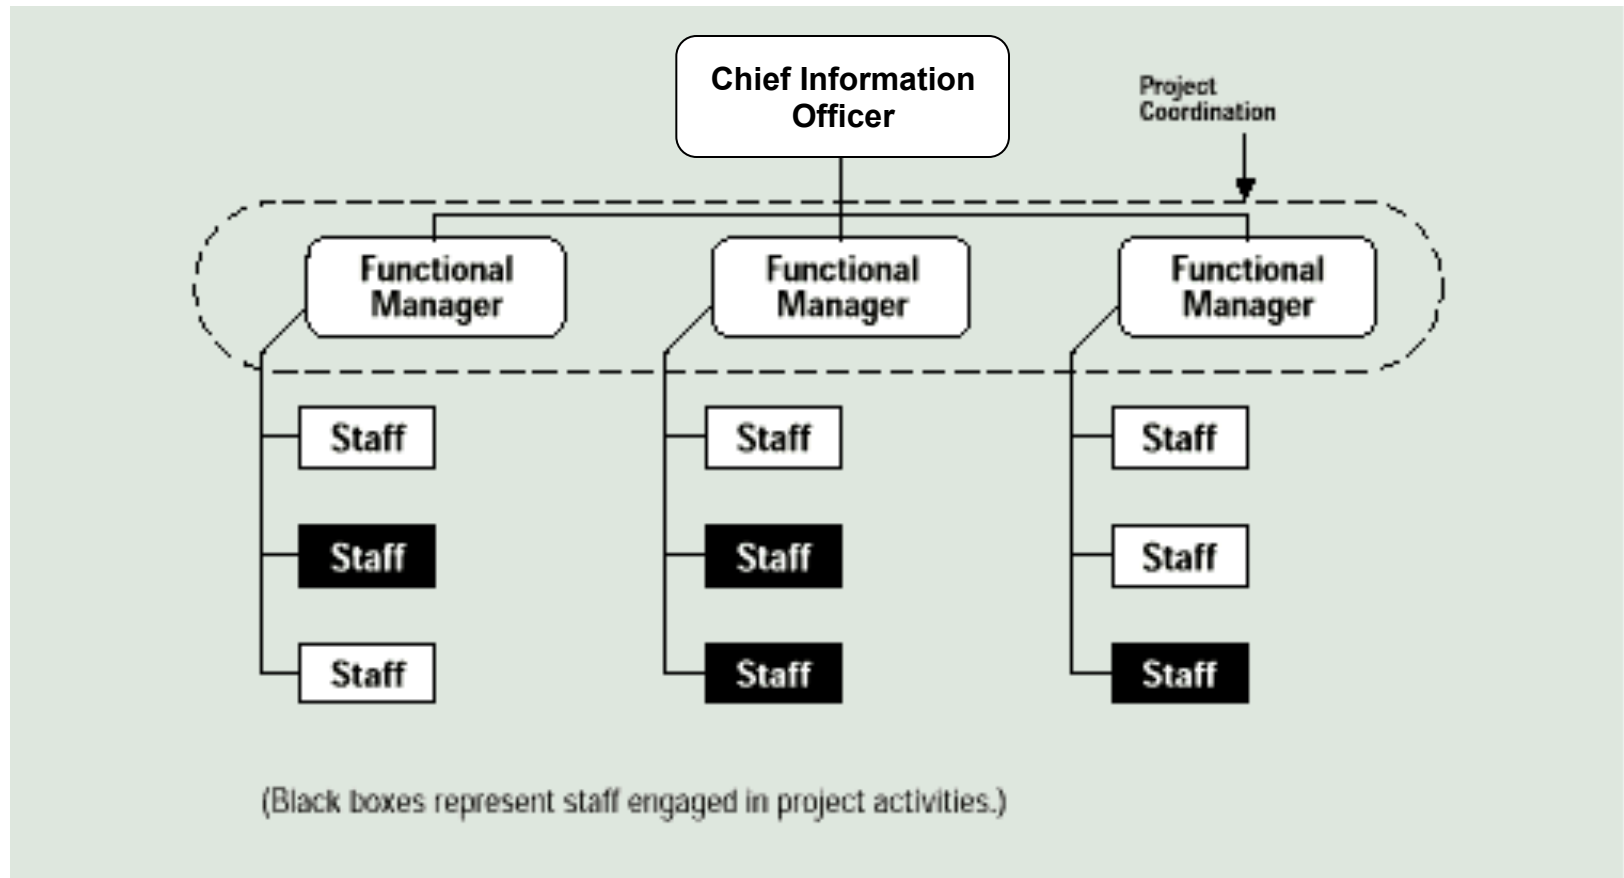 Chief Information
Officer
Project
Coordination
Functional
Manager
Functional
Manager
Functional
Manager
Staff
Staff
Staff
Staff
Staff
Staff
Staff
Staff
Staff
(Black boxes represent staff engaged in project activities.)